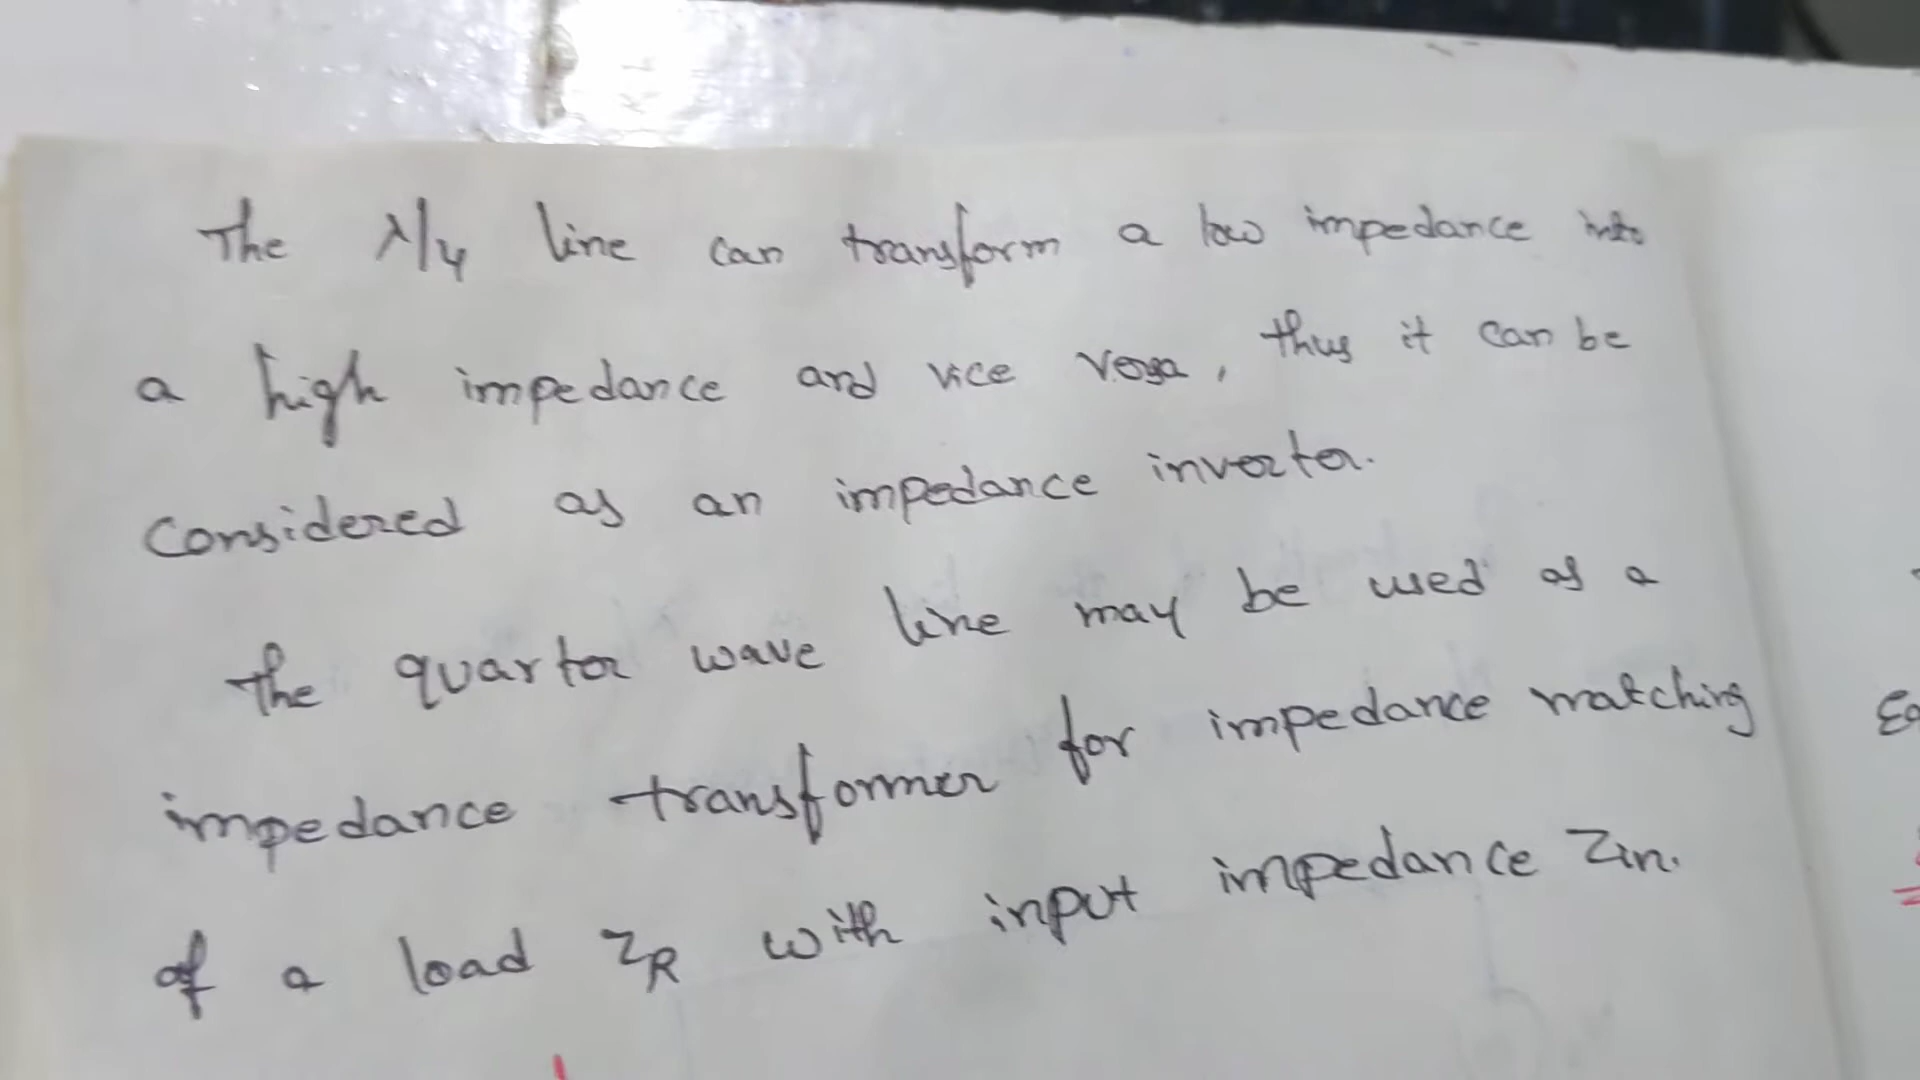 The λ/4 line can transform a low impedance into
a high impedance and vice versa, thus it can be
Considered as an impedance inverter.
The quarter wave line may be used as a
impedance transformer for impedance matching
of a load ZR with input impedance Zin.